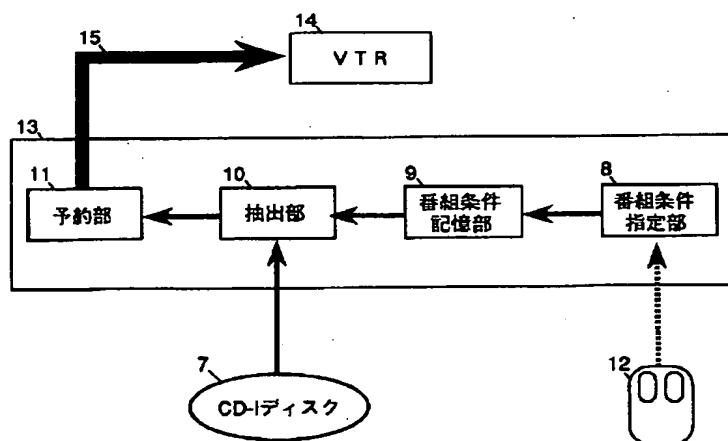 15
14
VTR
13
11
予約部
10
抽出部
9
番組条件
記憶部
8
番組条件
指定部
7
CD-Iディスク
12